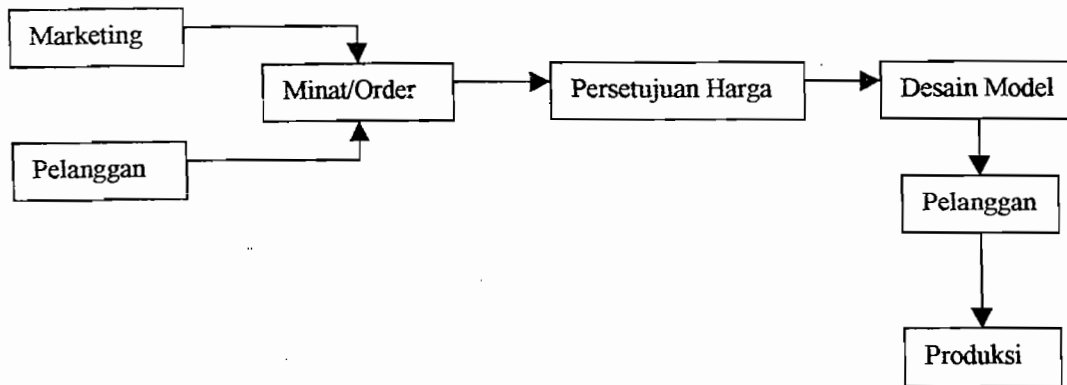 Marketing
Minat/Order
Persetujuan Harga
Desain Model
Pelanggan
Pelanggan
Produksi